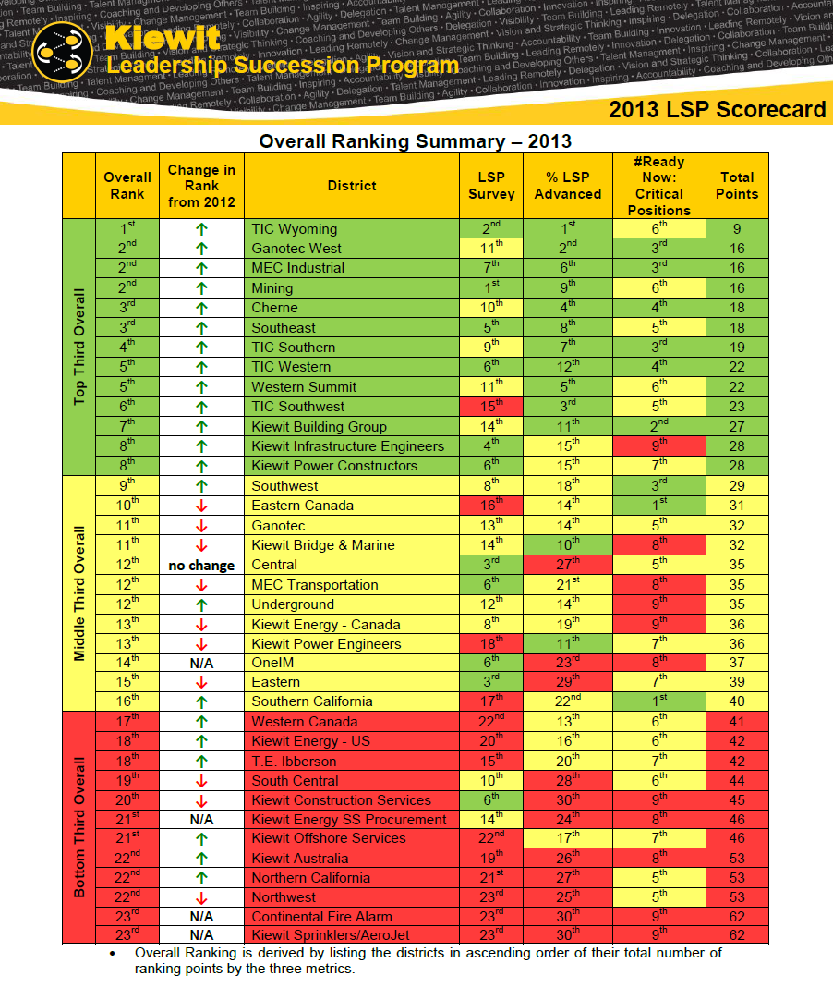 Kiewit
Leadership Succession Program
2013 LSP Scorecard
Overall Ranking Summary – 2013
Overall Rank Change in Rank from 2012 District LSP Survey % LSP Advanced #Ready Now: Critical Positions Total Points
Top Third Overall
1st ↑ TIC Wyoming 2nd 1st 6th 9
2nd ↑ Ganotec West 11th 2nd 3rd 16
2nd ↑ MEC Industrial 7th 6th 3rd 16
2nd ↑ Mining 1st 9th 6th 16
3rd ↑ Cherne 10th 4th 4th 18
3rd ↑ Southeast 5th 8th 5th 18
4th ↑ TIC Southern 9th 7th 3rd 19
5th ↑ TIC Western 6th 12th 4th 22
5th ↑ Western Summit 11th 5th 6th 22
6th ↑ TIC Southwest 15th 3rd 5th 23
7th ↑ Kiewit Building Group 14th 11th 2nd 27
8th ↑ Kiewit Infrastructure Engineers 4th 15th 9th 28
8th ↑ Kiewit Power Constructors 6th 15th 7th 28
Middle Third Overall
9th ↑ Southwest 8th 18th 3rd 29
10th ↓ Eastern Canada 16th 14th 1st 31
11th ↓ Ganotec 13th 14th 5th 32
11th ↓ Kiewit Bridge & Marine 14th 10th 8th 32
12th no change Central 3rd 27th 5th 35
12th ↓ MEC Transportation 6th 21st 8th 35
12th ↑ Underground 12th 14th 9th 35
13th ↓ Kiewit Energy - Canada 8th 19th 9th 36
13th ↓ Kiewit Power Engineers 18th 11th 7th 36
14th N/A OneIM 6th 23rd 8th 37
15th ↓ Eastern 3rd 29th 7th 39
16th ↑ Southern California 17th 22nd 1st 40
Bottom Third Overall
17th ↑ Western Canada 22nd 13th 6th 41
18th ↑ Kiewit Energy - US 20th 16th 6th 42
18th ↑ T.E. Ibberson 15th 20th 7th 42
19th ↓ South Central 10th 28th 6th 44
20th ↓ Kiewit Construction Services 6th 30th 9th 45
21st N/A Kiewit Energy SS Procurement 14th 24th 8th 46
21st ↑ Kiewit Offshore Services 22nd 17th 7th 46
22nd ↑ Kiewit Australia 19th 26th 8th 53
22nd ↑ Northern California 21st 27th 5th 53
22nd ↓ Northwest 23rd 25th 5th 53
23rd N/A Continental Fire Alarm 23rd 30th 9th 62
23rd N/A Kiewit Sprinklers/AeroJet 23rd 30th 9th 62
• Overall Ranking is derived by listing the districts in ascending order of their total number of
ranking points by the three metrics.